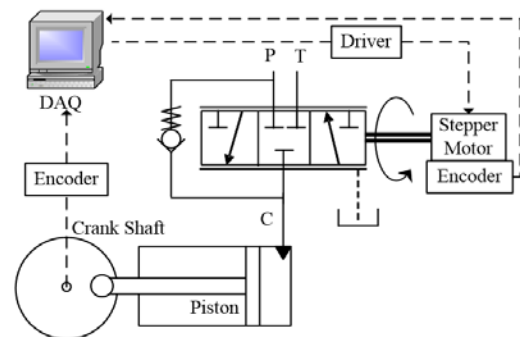 Driver
P T
DAQ
Stepper
Motor
Encoder
Encoder
C
Crank Shaft
Piston